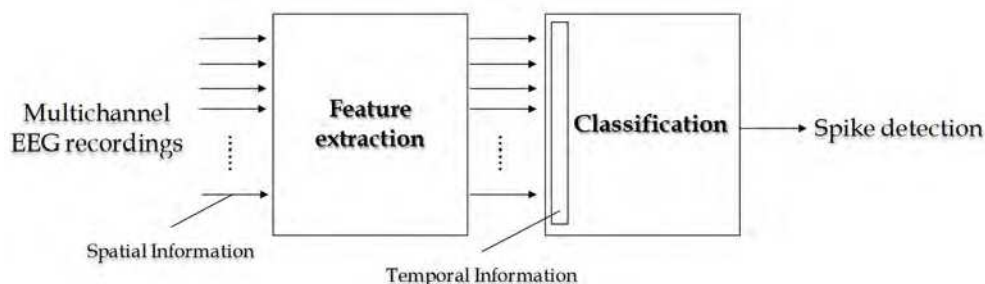 Multichannel
EEG recordings
Feature
extraction
Classification
Spike detection
Spatial Information
Temporal Information